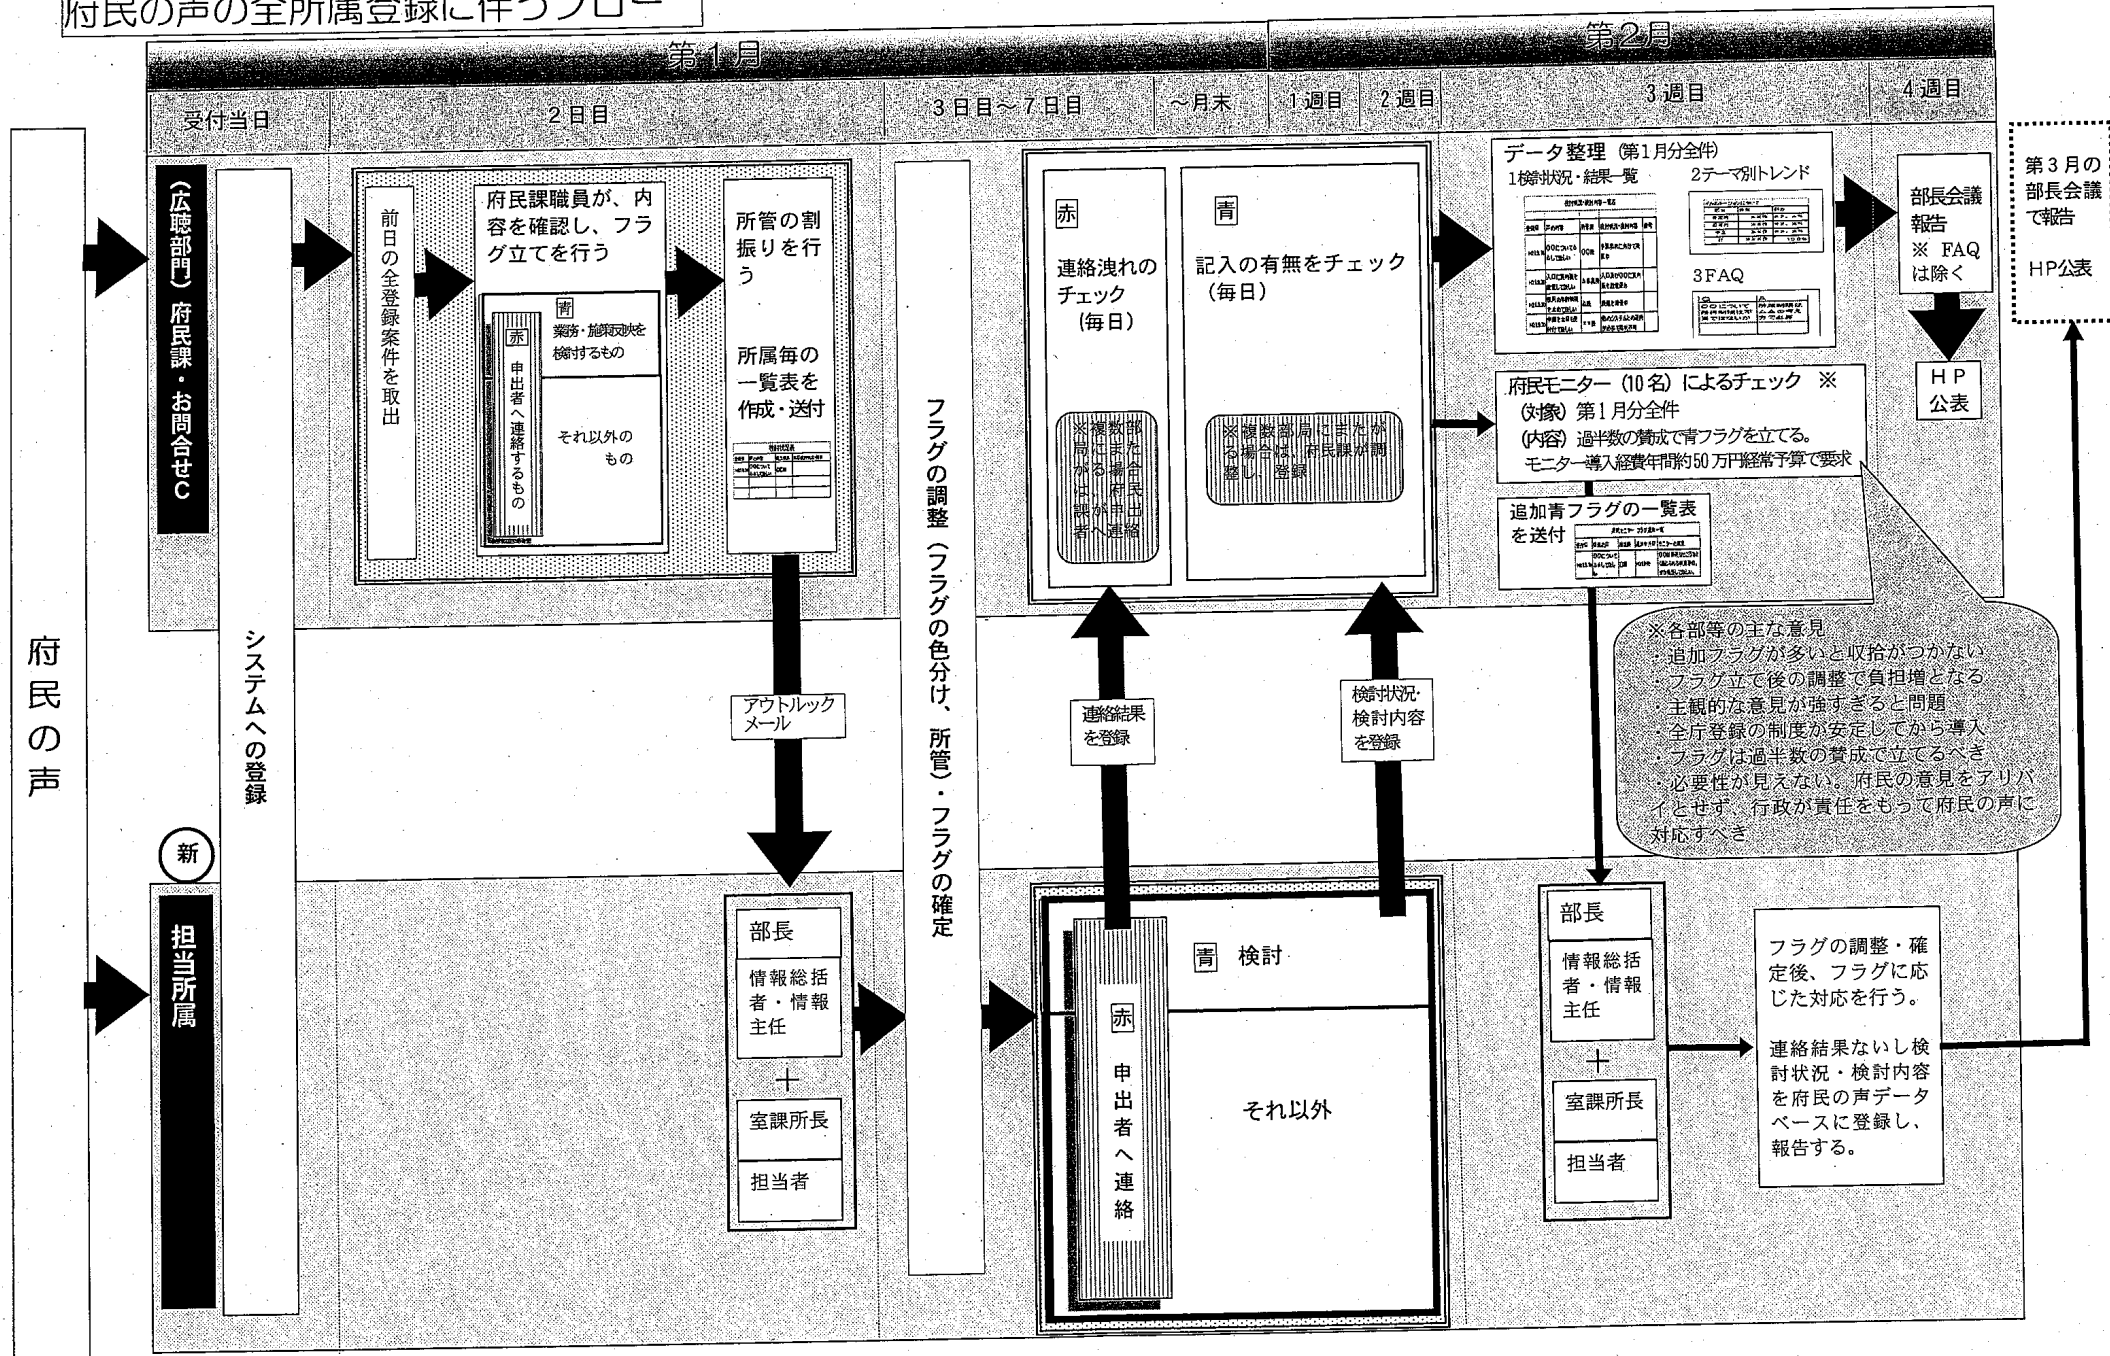 府民の声の全所属登録に伴うフロー
第1月
第2月
受付当日
2日目
3日目～7日目
～月末
1週目
2週目
3週目
4週目
府民の声
(広聴部門) 府民課・お問合せC
新
担当所属
システムへの登録
前日の全登録案件を取出
府民課職員が、内
容を確認し、フラ
グ立てを行う
青
業務・施策反映を
検討するもの
赤
申出者へ連絡するもの
それ以外の
もの
所管の割
振りを行
う
所属毎の
一覧表を
作成・送付
アウトルック
メール
部長
情報総括
者・情報
主任
＋
室課所長
担当者
フラグの調整（フラグの色分け、所管）・フラグの確定
赤
連絡洩れの
チェック
（毎日）
※複数部
局にまた
がる場合
は、府民
課が申出
者へ連絡
青
記入の有無をチェック
（毎日）
※複数部局にまたが
る場合は、府民課が調
整し、登録
連絡結果
を登録
検討状況・
検討内容
を登録
青 検討
赤
申出者へ連絡
それ以外
データ整理（第1月分全件）
1検討状況・結果一覧
2テーマ別トレンド
3FAQ
府民モニター（10名）によるチェック ※
（対象）第1月分全件
（内容）過半数の賛成で青フラグを立てる。
モニター導入経費年間約50万円経常予算で要求
追加青フラグの一覧表
を送付
※各部等の主な意見
・追加フラグが多いと収拾がつかない
・フラグ立て後の調整で負担増となる
・主観的な意見が強すぎると問題
・全庁登録の制度が安定してから導入
・フラグは過半数の賛成で立てるべき
・必要性が見えない。府民の意見をアリバ
イとせず、行政が責任をもって府民の声に
対応すべき
部長
情報総括
者・情報
主任
＋
室課所長
担当者
フラグの調整・確
定後、フラグに応
じた対応を行う。
連絡結果ないし検
討状況・検討内容
を府民の声データ
ベースに登録し、
報告する。
部長会議
報告
※ FAQ
は除く
ＨＰ
公表
第3月の
部長会議
で報告
HP公表